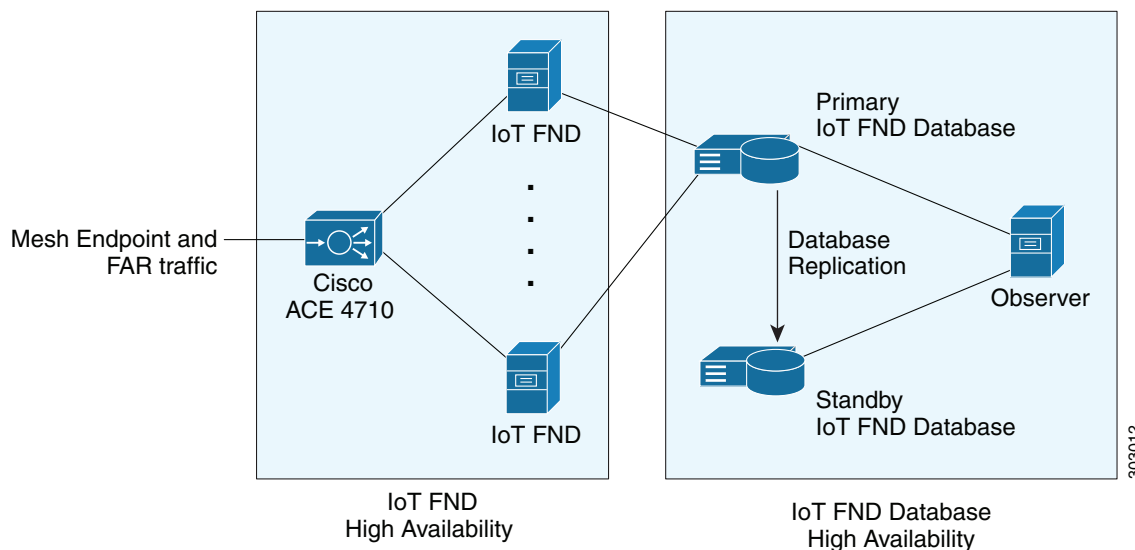 IoT FND
Primary
IoT FND Database
Mesh Endpoint and
FAR traffic
Cisco
ACE 4710
Database
Replication
Observer
IoT FND
Standby
IoT FND Database
303012
IoT FND
High Availability
IoT FND Database
High Availability